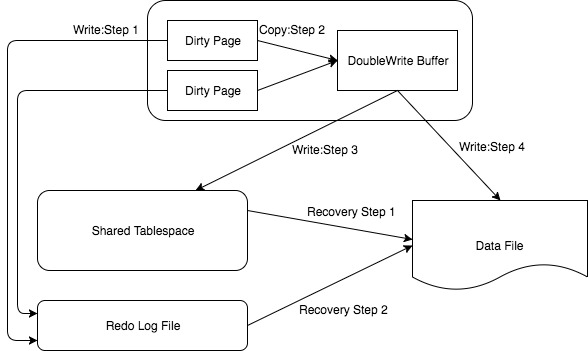 Write:Step 1
Dirty Page
Copy:Step 2
DoubleWrite Buffer
Dirty Page
Write:Step 3
Write:Step 4
Shared Tablespace
Recovery Step 1
Data File
Redo Log File
Recovery Step 2